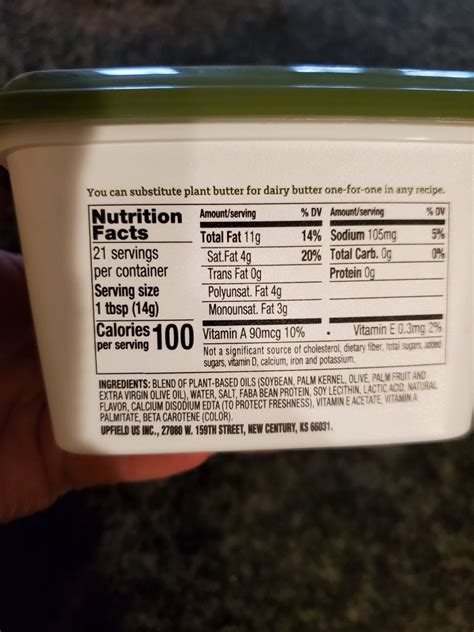 You can substitute plant butter for dairy butter one-for-one in any recipe.
Nutrition
Facts
21 servings
per container
Serving size
1 tbsp (14g)
Calories 100
per serving
Amount/serving % DV
Total Fat 11g 14%
Sat.Fat 4g 20%
Trans Fat 0g
Polyunsat. Fat 4g
Monounsat. Fat 3g
Amount/serving % DV
Sodium 105mg 5%
Total Carb. 0g 0%
Protein 0g
Vitamin A 90mcg 10% • Vitamin E 0.3mg 2%
Not a significant source of cholesterol, dietary fiber, total sugars, added
sugars, vitamin D, calcium, iron and potassium.
INGREDIENTS: BLEND OF PLANT-BASED OILS (SOYBEAN, PALM KERNEL, OLIVE, PALM FRUIT AND
EXTRA VIRGIN OLIVE OIL), WATER, SALT, FABA BEAN PROTEIN, SOY LECITHIN, LACTIC ACID, NATURAL
FLAVOR, CALCIUM DISODIUM EDTA (TO PROTECT FRESHNESS), VITAMIN E ACETATE, VITAMIN A
PALMITATE, BETA CAROTENE (COLOR).
UPFIELD US INC., 27080 W. 159TH STREET, NEW CENTURY, KS 66031.